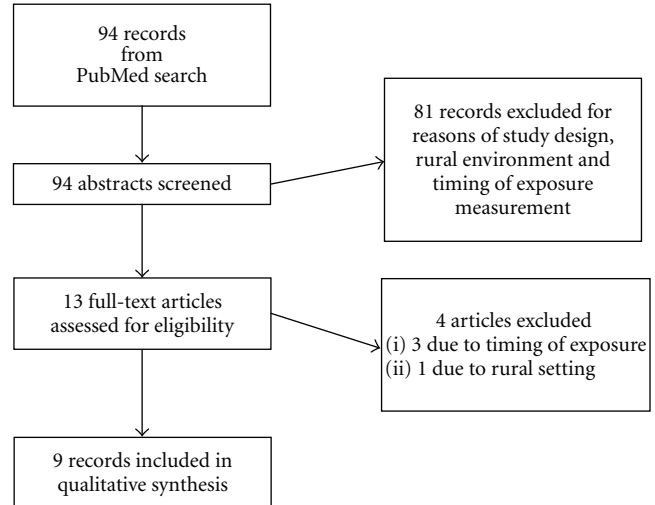 94 records
from
PubMed search
81 records excluded for
reasons of study design,
rural environment and
timing of exposure
measurement
94 abstracts screened
13 full-text articles
assessed for eligibility
4 articles excluded
(i) 3 due to timing of exposure
(ii) 1 due to rural setting
9 records included in
qualitative synthesis